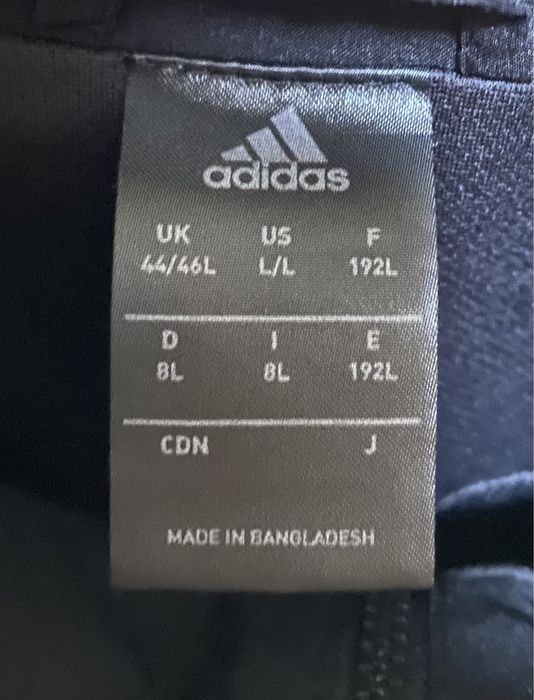 adidas
UK US F
44/46L L/L 192L
D I E
8L 8L 192L
CDN J
MADE IN BANGLADESH